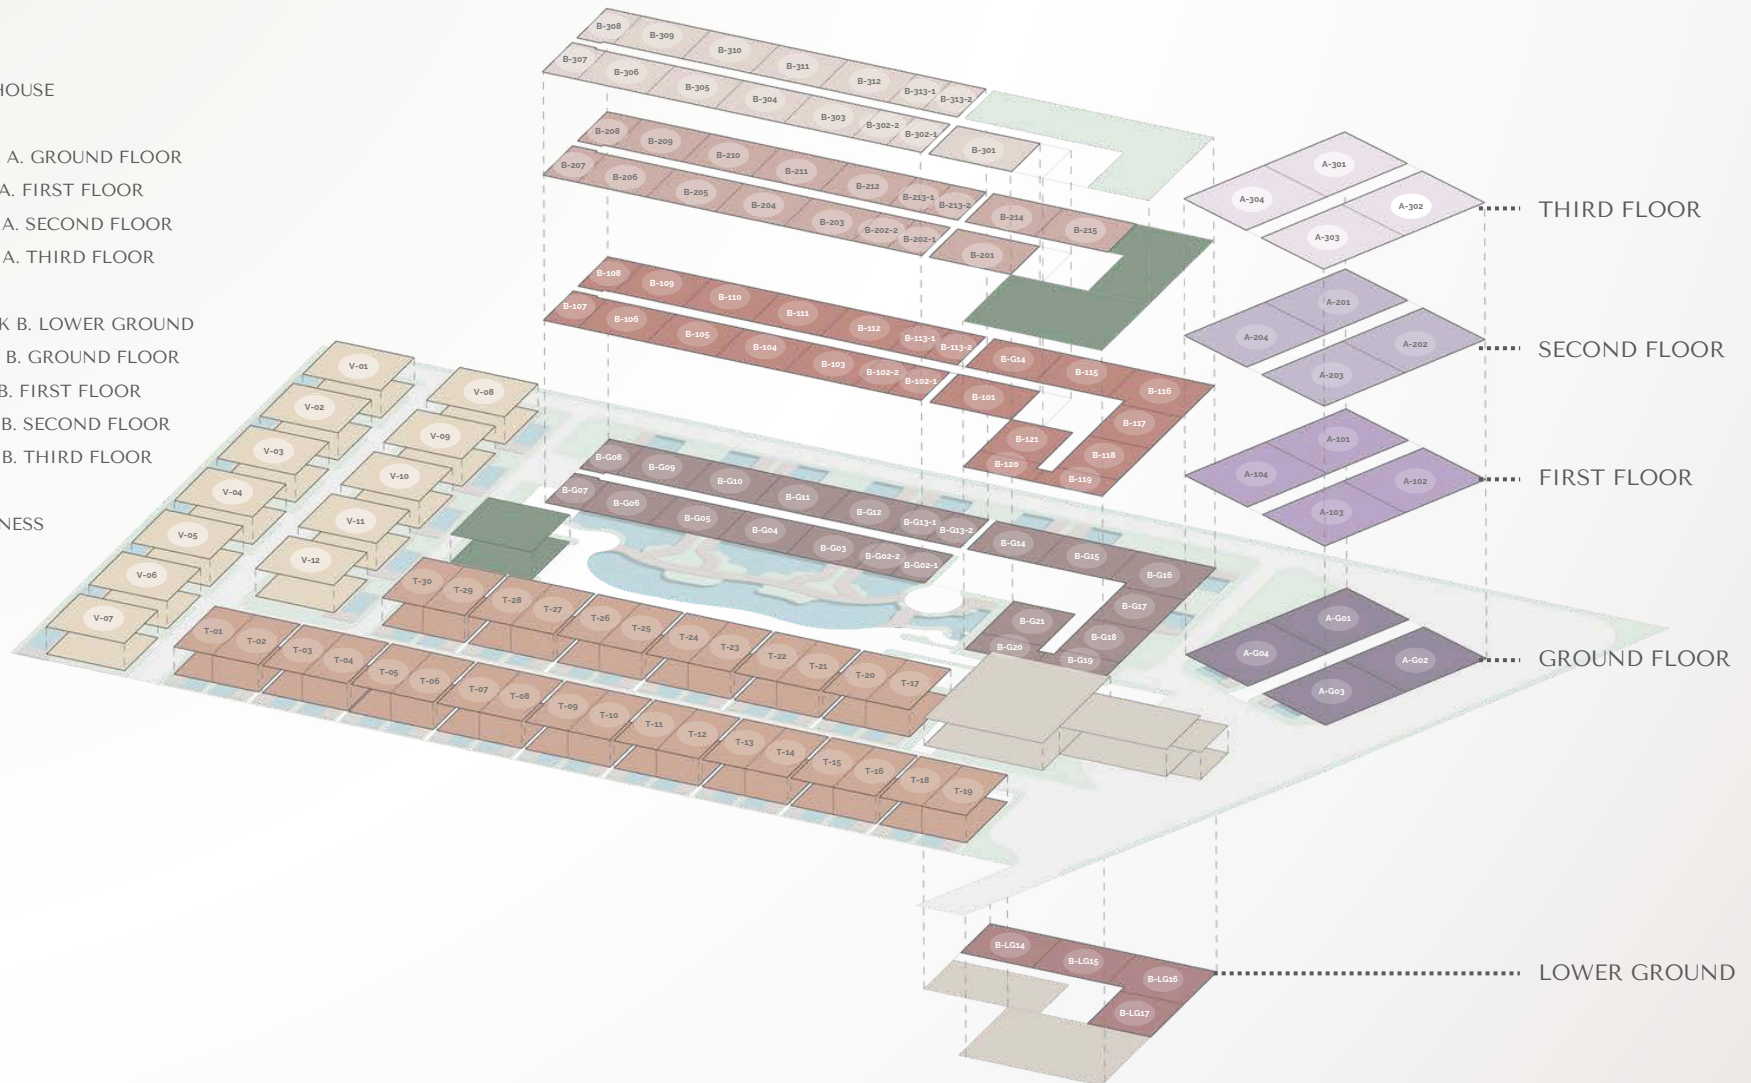 HOUSE
A. GROUND FLOOR
A. FIRST FLOOR
A. SECOND FLOOR
A. THIRD FLOOR
K B. LOWER GROUND
B. GROUND FLOOR
B. FIRST FLOOR
B. SECOND FLOOR
B. THIRD FLOOR
NESS
B-308
B-309
B-310
B-311
B-312
B-313-1
B-313-2
B-307
B-306
B-305
B-304
B-303
B-302-2
B-302-1
B-301
B-208
B-209
B-210
B-211
B-212
B-213-1
B-213-2
B-214
B-215
B-207
B-206
B-205
B-204
B-203
B-202-2
B-202-1
B-201
B-108
B-109
B-110
B-111
B-112
B-113-1
B-113-2
B-G14
B-115
B-116
B-107
B-106
B-105
B-104
B-103
B-102-2
B-102-1
B-101
B-117
B-118
B-119
B-121
B-120
B-G08
B-G09
B-G10
B-G11
B-G12
B-G13-1
B-G13-2
B-G14
B-G15
B-G16
B-G07
B-G06
B-G05
B-G04
B-G03
B-G02-2
B-G02-1
B-G17
B-G18
B-G19
B-G21
B-G20
V-01
V-02
V-03
V-04
V-05
V-06
V-07
V-08
V-09
V-10
V-11
V-12
T-30
T-29
T-28
T-27
T-26
T-25
T-24
T-23
T-22
T-21
T-20
T-17
T-01
T-02
T-03
T-04
T-05
T-06
T-07
T-08
T-09
T-10
T-11
T-12
T-13
T-14
T-15
T-16
T-18
T-19
A-301
A-302
A-304
A-303
THIRD FLOOR
A-201
A-202
A-204
A-203
SECOND FLOOR
A-101
A-102
A-104
A-103
FIRST FLOOR
A-G01
A-G02
A-G04
A-G03
GROUND FLOOR
B-LG14
B-LG15
B-LG16
B-LG17
LOWER GROUND